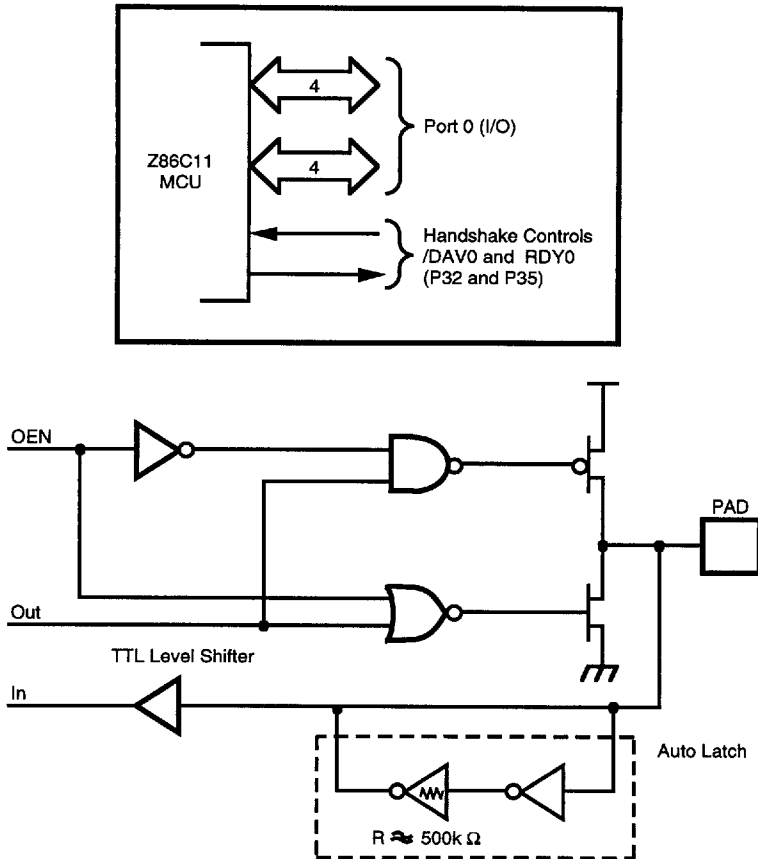 Z86C11
MCU
4
4
Port 0 (I/O)
Handshake Controls
/DAV0 and RDY0
(P32 and P35)
OEN
PAD
Out
TTL Level Shifter
In
Auto Latch
R ≈ 500k Ω